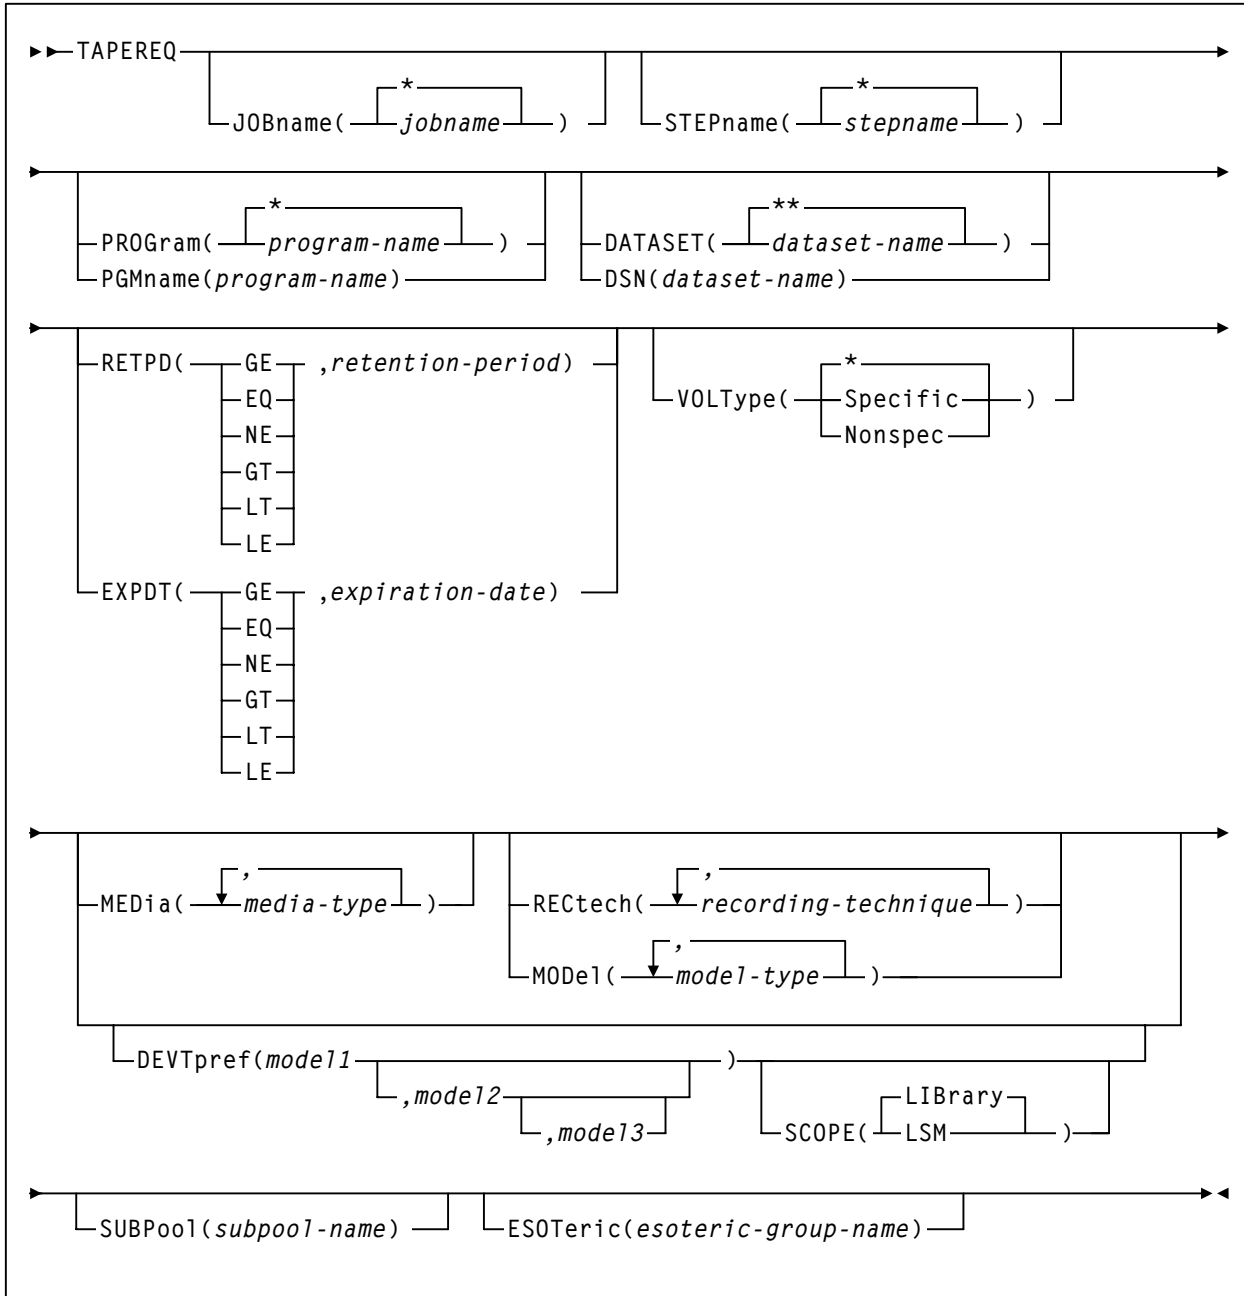 TAPEREQ
*
*
JOBname( jobname )
STEPname( stepname )
*
**
PROGram( program-name )
DATASET( dataset-name )
PGMname(program-name)
DSN(dataset-name)
RETPD( GE ,retention-period)
*
EQ
VOLType( Specific )
NE
Nonspec
GT
LT
LE
EXPDT( GE ,expiration-date)
EQ
NE
GT
LT
LE
,
,
MEDia( media-type )
RECtech( recording-technique )
,
MODel( model-type )
DEVTpref(model1 )
,model2
LIBrary
,model3
SCOPE( LSM )
SUBPool(subpool-name)
ESOTeric(esoteric-group-name)